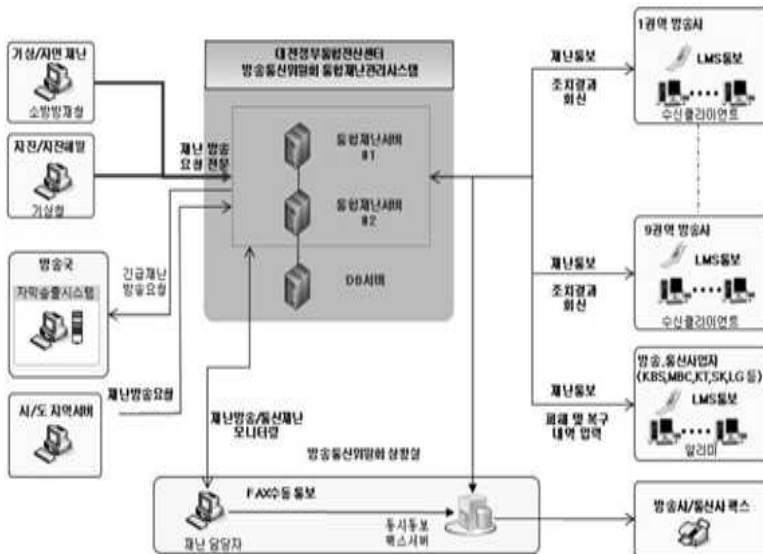 기상/자연 재난
소방방재청
지진/지진해일
기상청
방송국
자막송출시스템
시/도 지역서버
재난 방송
요청 전문
긴급재난
방송요청
재난방송요청
대전정부통합전산센터
방송통신위원회 통합재난관리시스템
통합재난서버
#1
통합재난서버
#2
DB서버
재난방송/통신재난
모니터링
방송통신위원회 상황실
FAX수동 통보
재난 담당자
동시통보
팩스서버
재난통보
조치결과
회신
1권역 방송사
LMS통보
수신클라이언트
재난통보
조치결과
회신
9권역 방송사
LMS통보
수신클라이언트
재난통보
피해 및 복구
내역 입력
방송.통신사업자
(KBS,MBC,KT,SK,LG 등)
LMS통보
알리미
방송사/통신사 팩스